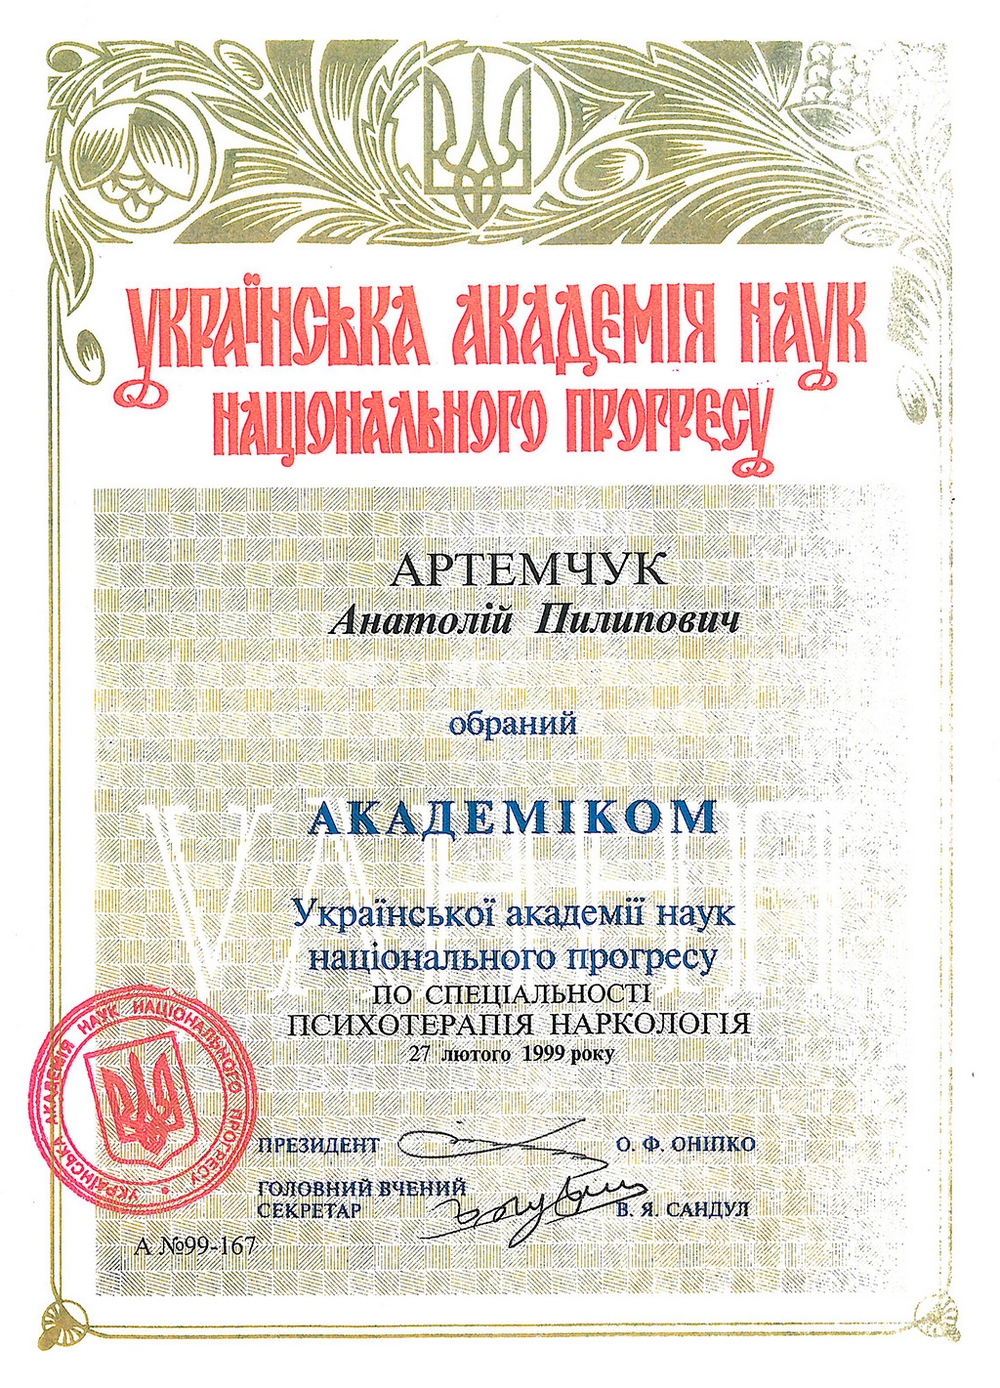 УКРАЇНСЬКА АКАДЕМІЯ НАУК
НАЦІОНАЛЬНОГО ПРОГРЕСУ
АРТЕМЧУК
Анатолій Пилипович
обраний
АКАДЕМІКОМ
УАННП
Української академії наук
національного прогресу
ПО СПЕЦІАЛЬНОСТІ
ПСИХОТЕРАПІЯ НАРКОЛОГІЯ
27 лютого 1999 року
УКРАЇНСЬКА АКАДЕМІЯ НАУК НАЦІОНАЛЬНОГО ПРОГРЕСУ
ПРЕЗИДЕНТ О. Ф. ОНІПКО
ГОЛОВНИЙ ВЧЕНИЙ
СЕКРЕТАР В. Я. САНДУЛ
А №99-167